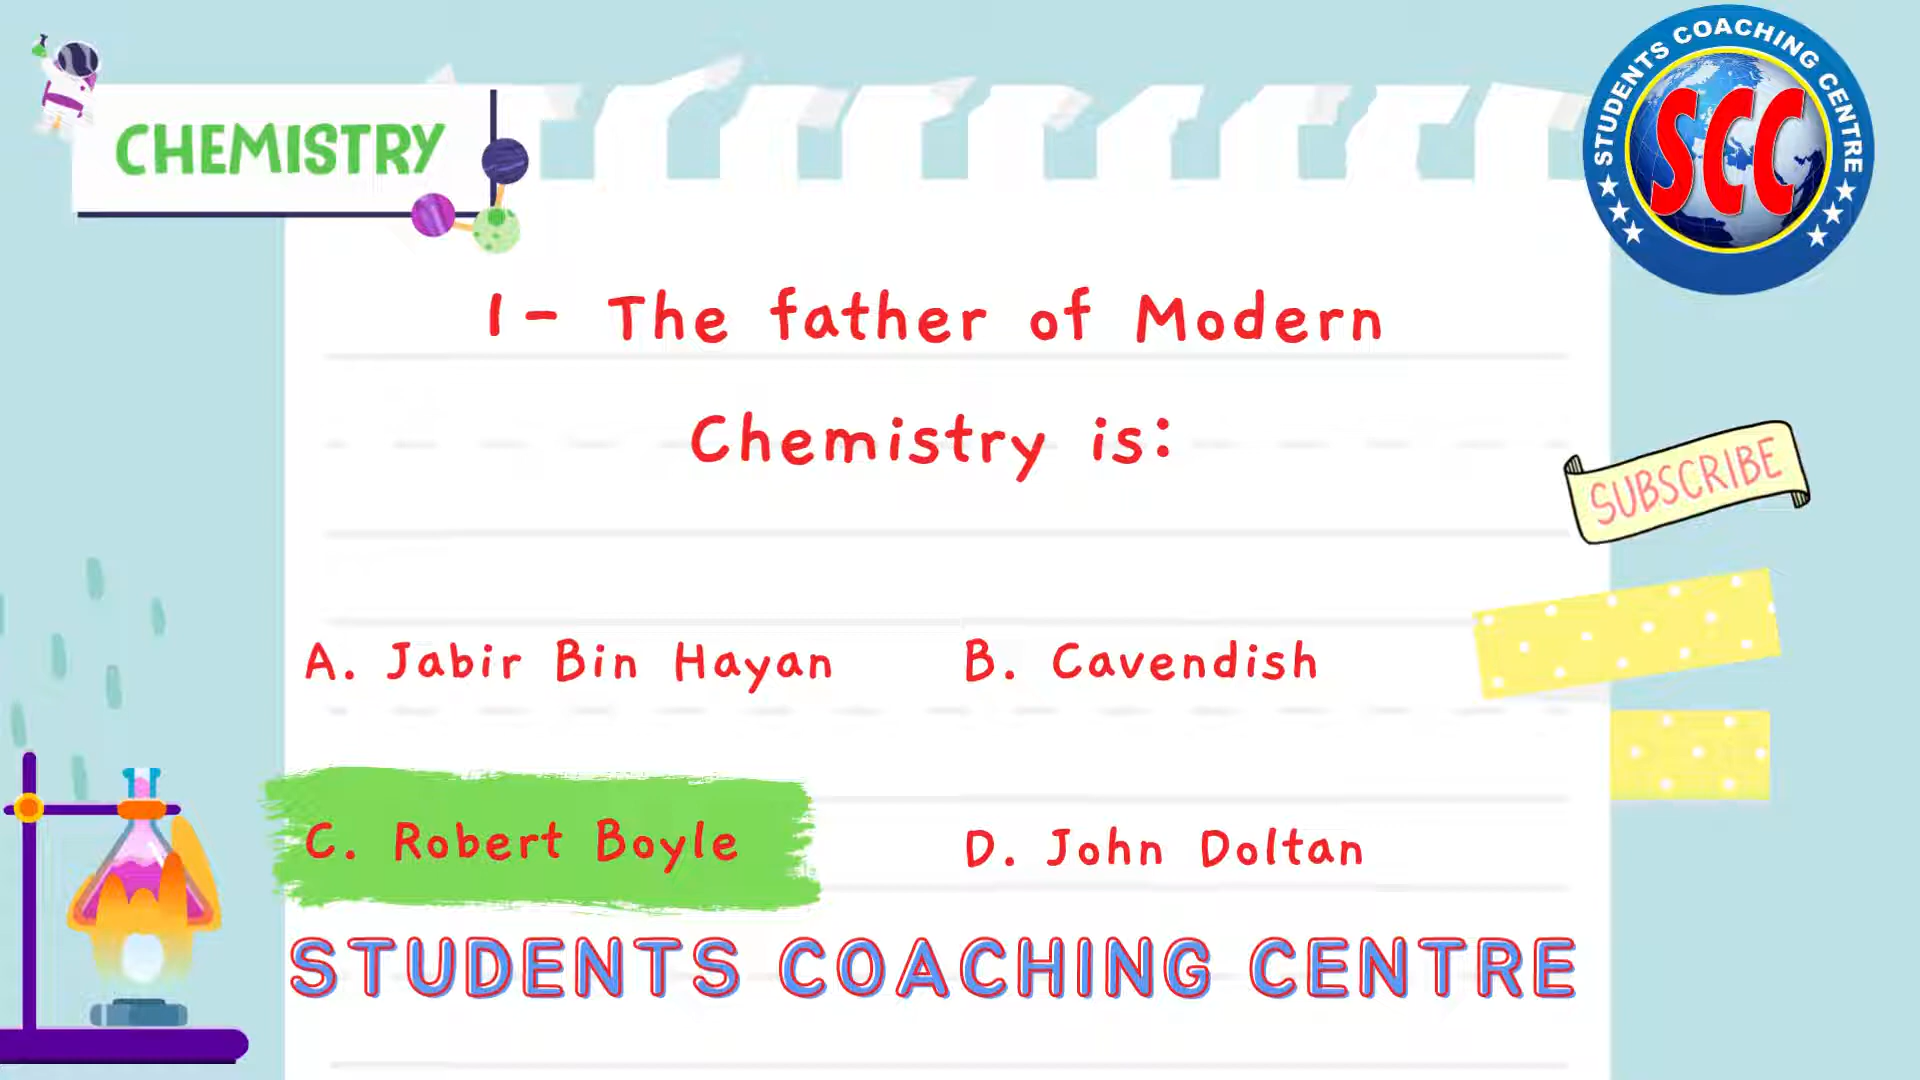 CHEMISTRY
STUDENTS COACHING CENTRE
SCC
1- The father of Modern
Chemistry is:
SUBSCRIBE
A. Jabir Bin Hayan
B. Cavendish
C. Robert Boyle
D. John Doltan
STUDENTS COACHING CENTRE